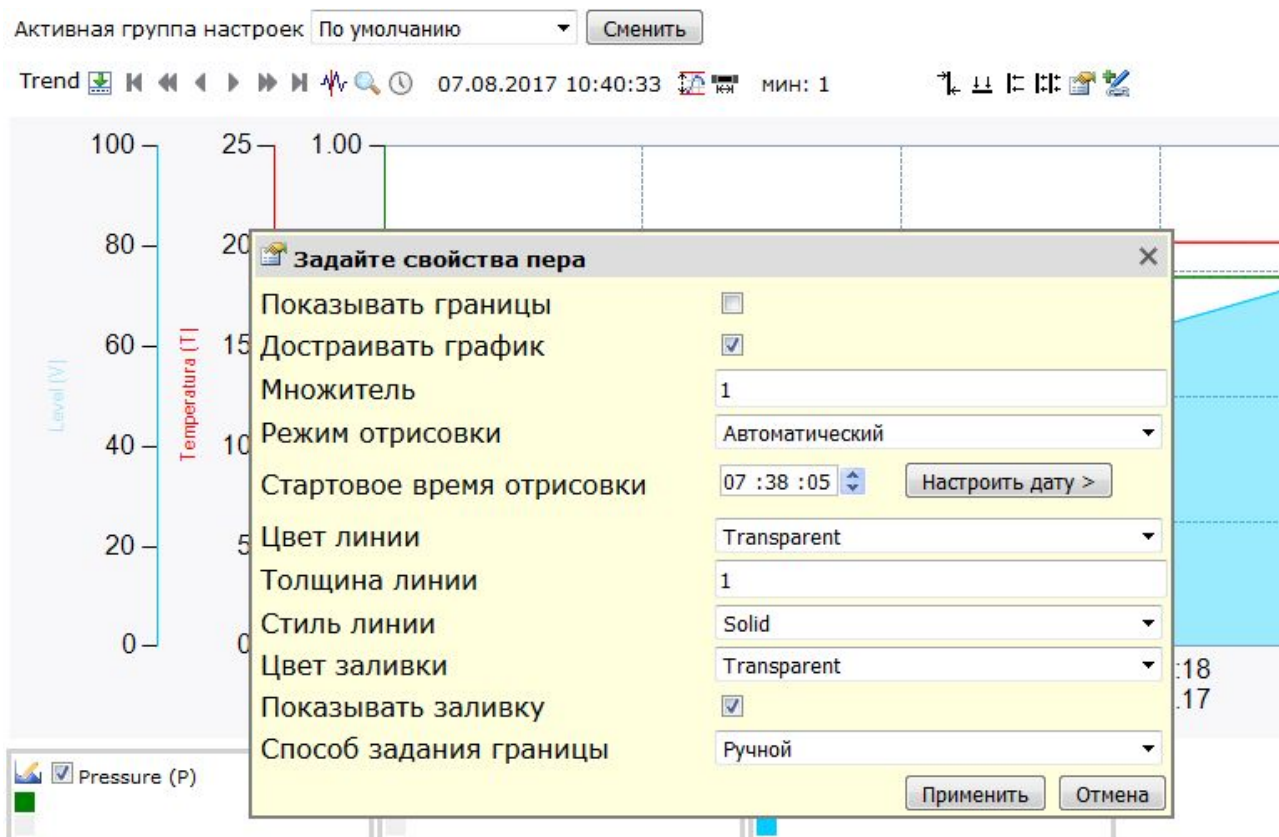 Активная группа настроек По умолчанию Сменить
Trend 07.08.2017 10:40:33 мин: 1
100 25 1.00
80 20
Задайте свойства пера
Показывать границы
60 15 Достраивать график
Level (V)
Temperatura (T)
Множитель 1
40 10 Режим отрисовки Автоматический
Стартовое время отрисовки 07 :38 :05 Настроить дату >
20 5 Цвет линии Transparent
Толщина линии 1
0 0 Стиль линии Solid
Цвет заливки Transparent :18
Показывать заливку .17
Способ задания границы Ручной
Pressure (P)
Применить Отмена